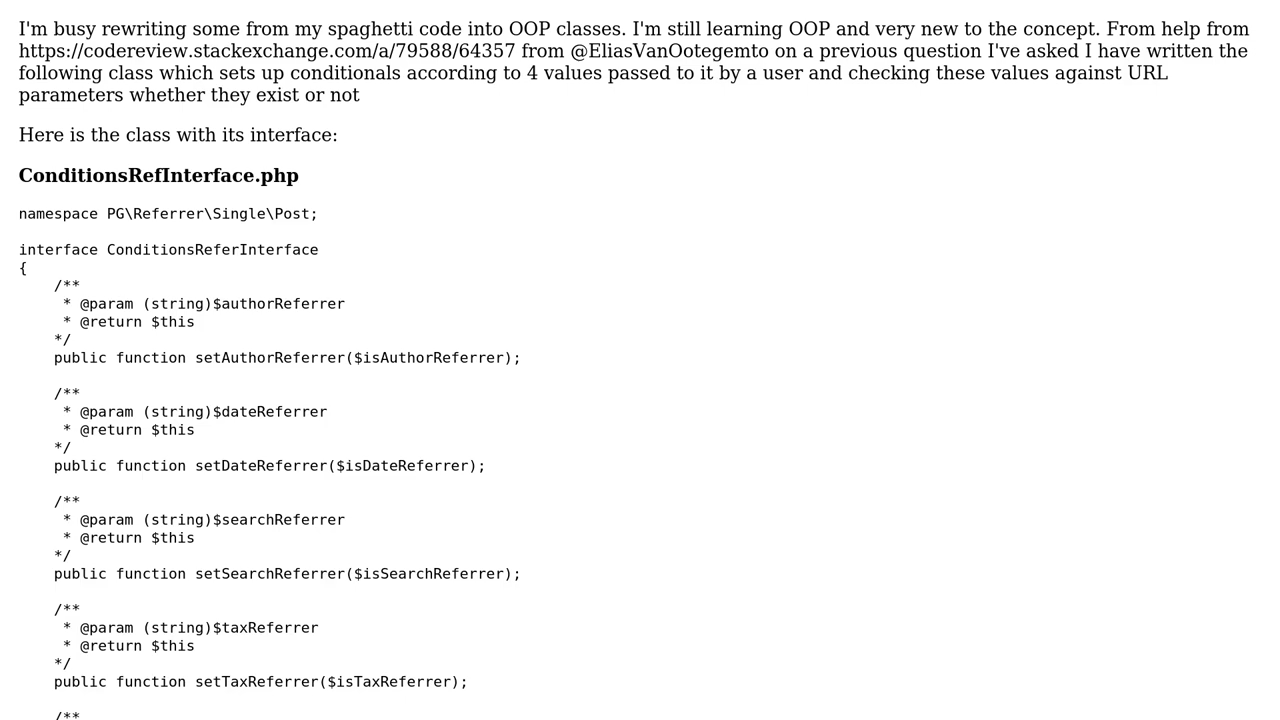 I'm busy rewriting some from my spaghetti code into OOP classes. I'm still learning OOP and very new to the concept. From help from
https://codereview.stackexchange.com/a/79588/64357 from @EliasVanOotegemto on a previous question I've asked I have written the
following class which sets up conditionals according to 4 values passed to it by a user and checking these values against URL
parameters whether they exist or not
Here is the class with its interface:
ConditionsRefInterface.php
namespace PG\Referrer\Single\Post;
interface ConditionsReferInterface
{
/**
* @param (string)$authorReferrer
* @return $this
*/
public function setAuthorReferrer($isAuthorReferrer);
/**
* @param (string)$dateReferrer
* @return $this
*/
public function setDateReferrer($isDateReferrer);
/**
* @param (string)$searchReferrer
* @return $this
*/
public function setSearchReferrer($isSearchReferrer);
/**
* @param (string)$taxReferrer
* @return $this
*/
public function setTaxReferrer($isTaxReferrer);
/**